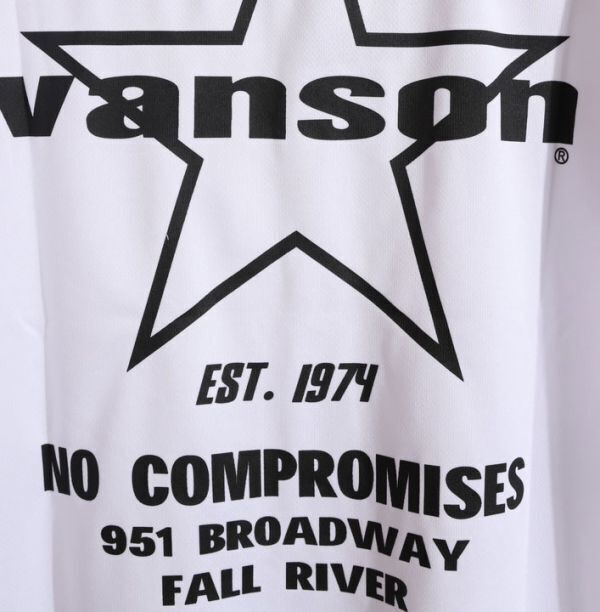 vanson®
EST. 1974
NO COMPROMISES
951 BROADWAY
FALL RIVER